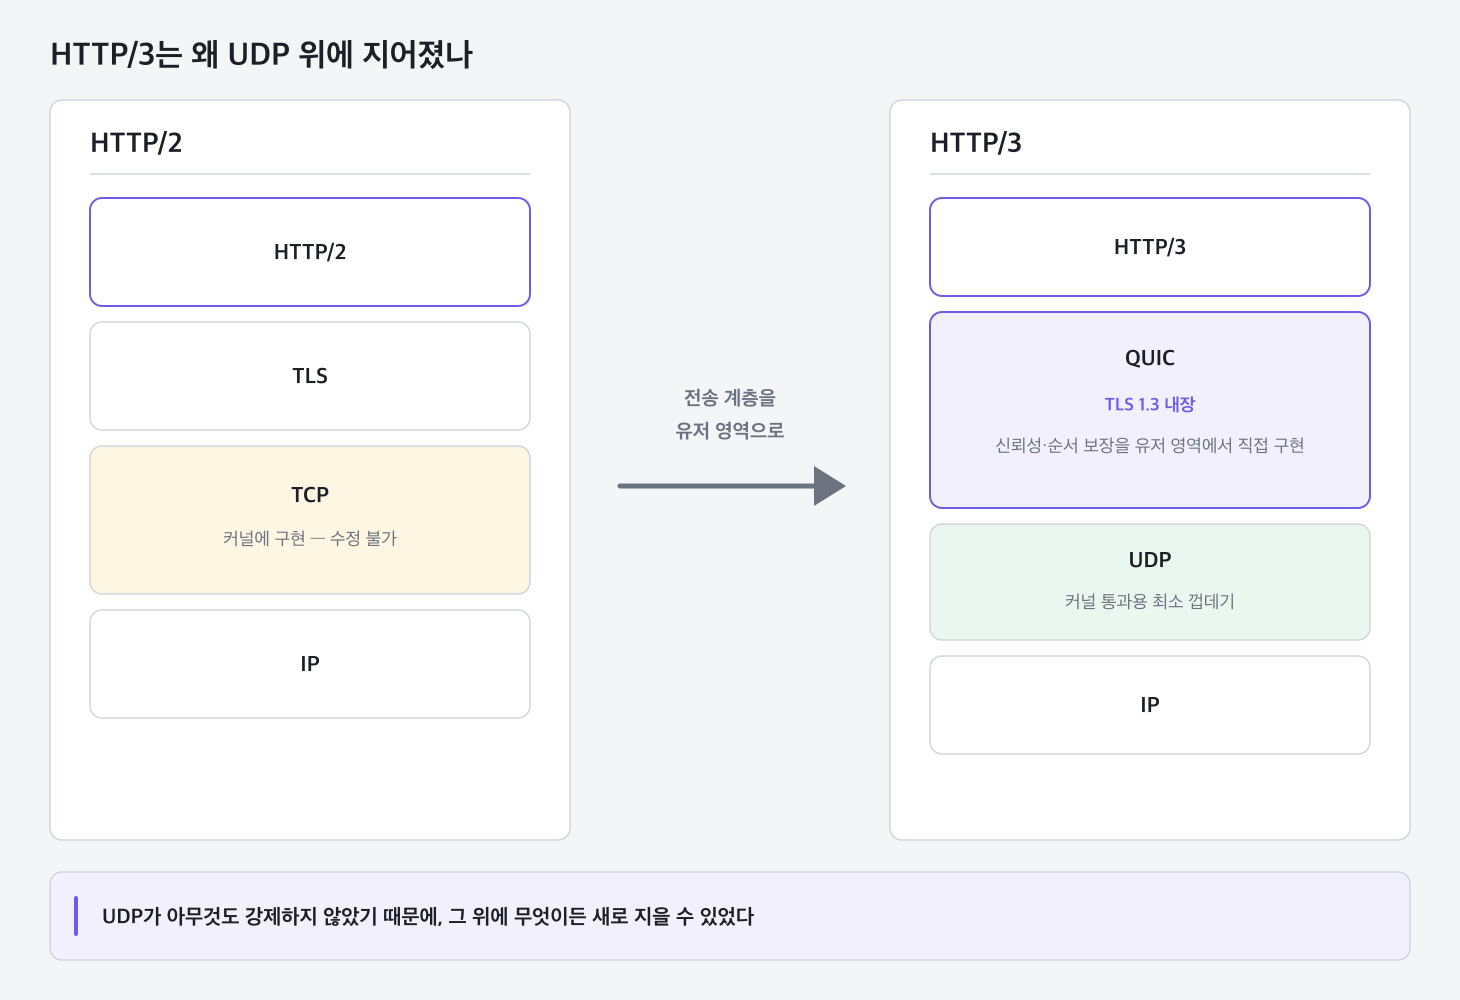 HTTP/3는 왜 UDP 위에 지어졌나
HTTP/2
HTTP/2
TLS
TCP
커널에 구현 — 수정 불가
IP
전송 계층을
유저 영역으로
HTTP/3
HTTP/3
QUIC
TLS 1.3 내장
신뢰성·순서 보장을 유저 영역에서 직접 구현
UDP
커널 통과용 최소 껍데기
IP
UDP가 아무것도 강제하지 않았기 때문에, 그 위에 무엇이든 새로 지을 수 있었다